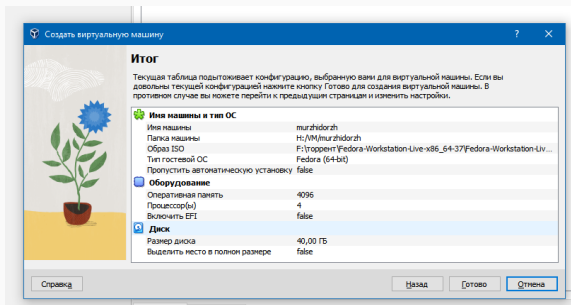 Создать виртуальную машину
? ×
Итог
Текущая таблица подытоживает конфигурацию, выбранную вами для виртуальной машины. Если вы
довольны текущей конфигурацией нажмите кнопку Готово для создания виртуальной машины. В
противном случае вы можете перейти к предыдущим страницам и изменить настройки.
Имя машины и тип ОС
Имя машины murzhidorzh
Папка машины H:/VM/murzhidorzh
Образ ISO F:\торрент\Fedora-Workstation-Live-x86_64-37\Fedora-Workstation-Liv...
Тип гостевой ОС Fedora (64-bit)
Пропустить автоматическую установку false
Оборудование
Оперативная память 4096
Процессор(ы) 4
Включить EFI false
Диск
Размер диска 40,00 ГБ
Выделить место в полном размере false
Справка Назад Готово Отмена